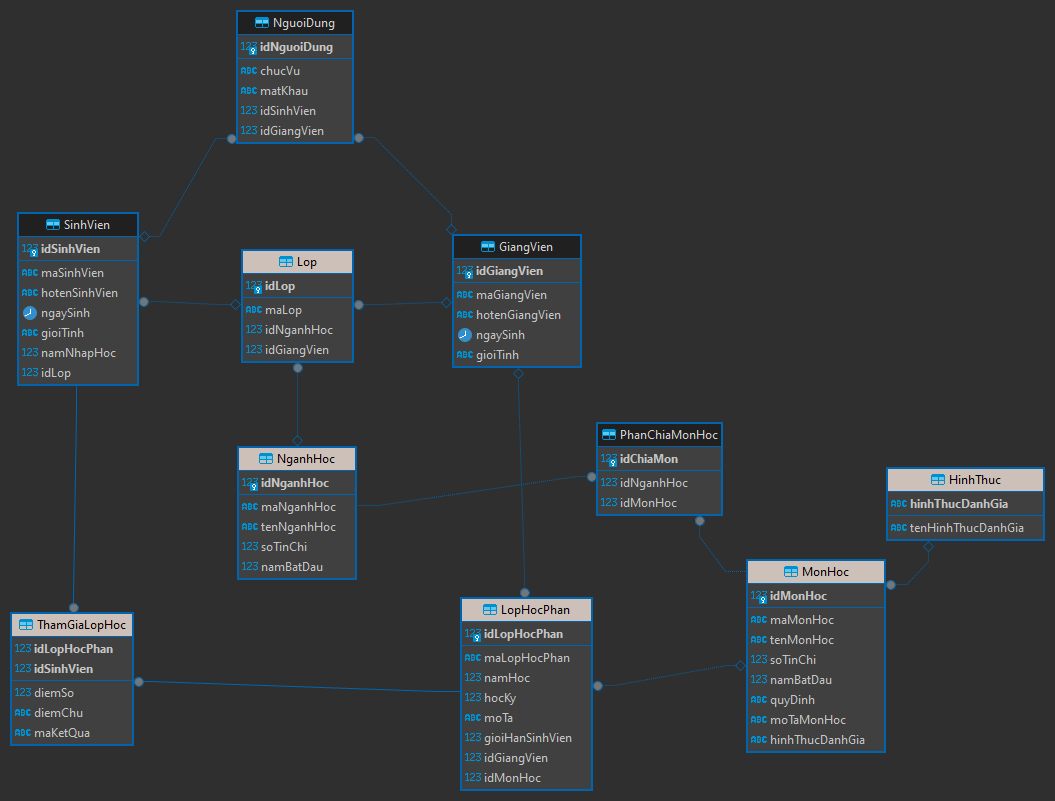 NguoiDung
123 idNguoiDung
ABC chucVu
ABC matKhau
123 idSinhVien
123 idGiangVien
SinhVien
123 idSinhVien
ABC maSinhVien
ABC hotenSinhVien
ngaySinh
ABC gioiTinh
123 namNhapHoc
123 idLop
Lop
123 idLop
ABC maLop
123 idNganhHoc
123 idGiangVien
GiangVien
123 idGiangVien
ABC maGiangVien
ABC hotenGiangVien
ngaySinh
ABC gioiTinh
NganhHoc
123 idNganhHoc
ABC maNganhHoc
ABC tenNganhHoc
123 soTinChi
123 namBatDau
PhanChiaMonHoc
123 idChiaMon
123 idNganhHoc
123 idMonHoc
HinhThuc
ABC hinhThucDanhGia
ABC tenHinhThucDanhGia
MonHoc
123 idMonHoc
ABC maMonHoc
ABC tenMonHoc
123 soTinChi
123 namBatDau
ABC quyDinh
ABC moTaMonHoc
ABC hinhThucDanhGia
ThamGiaLopHoc
123 idLopHocPhan
123 idSinhVien
123 diemSo
ABC diemChu
ABC maKetQua
LopHocPhan
123 idLopHocPhan
ABC maLopHocPhan
123 namHoc
123 hocKy
ABC moTa
123 gioiHanSinhVien
123 idGiangVien
123 idMonHoc